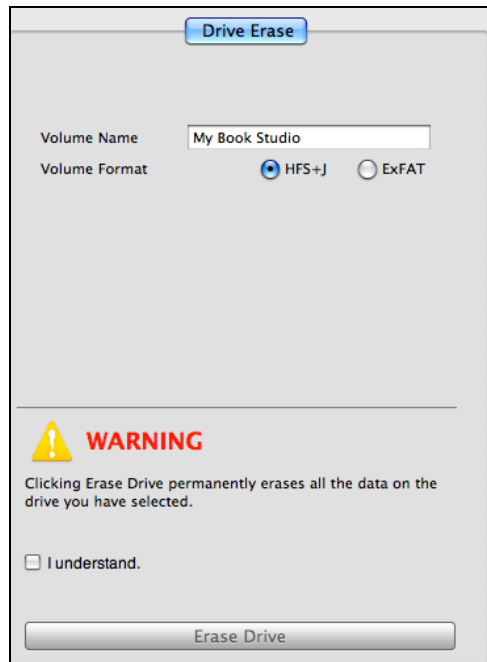 Drive Erase
Volume Name My Book Studio
Volume Format HFS+J ExFAT
WARNING
Clicking Erase Drive permanently erases all the data on the
drive you have selected.
I understand.
Erase Drive